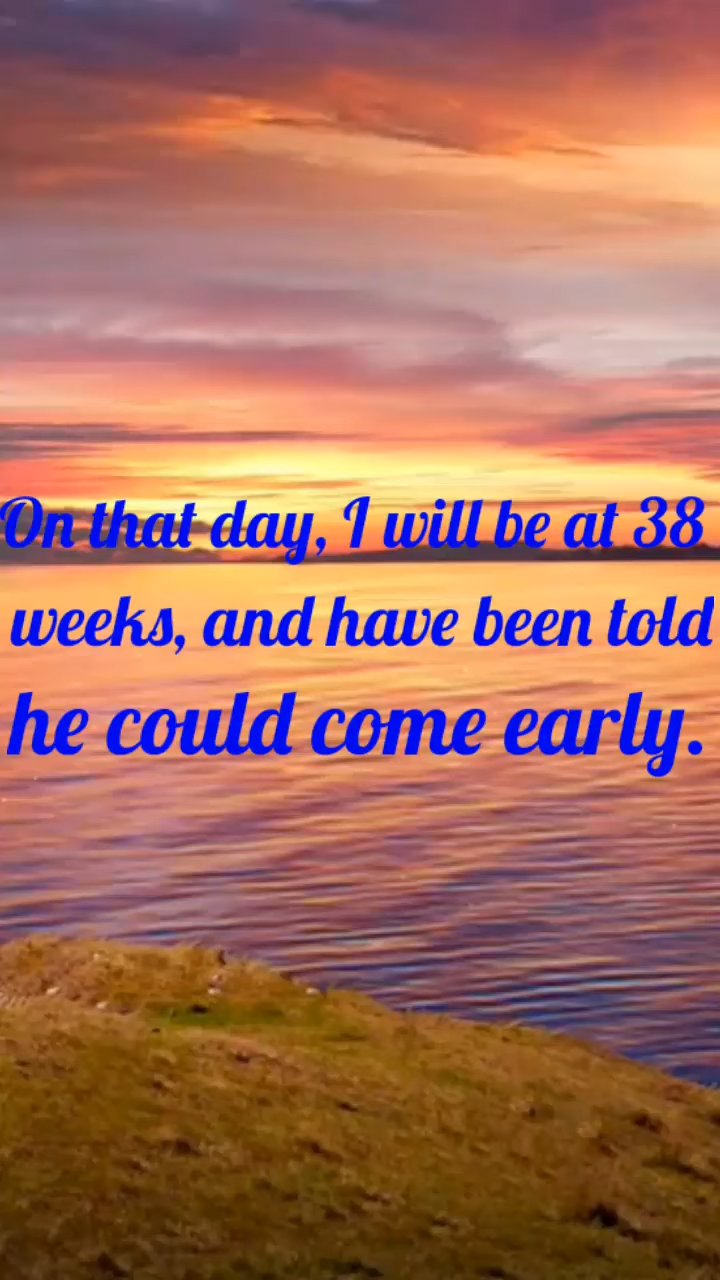 On that day, I will be at 38
weeks, and have been told
he could come early.